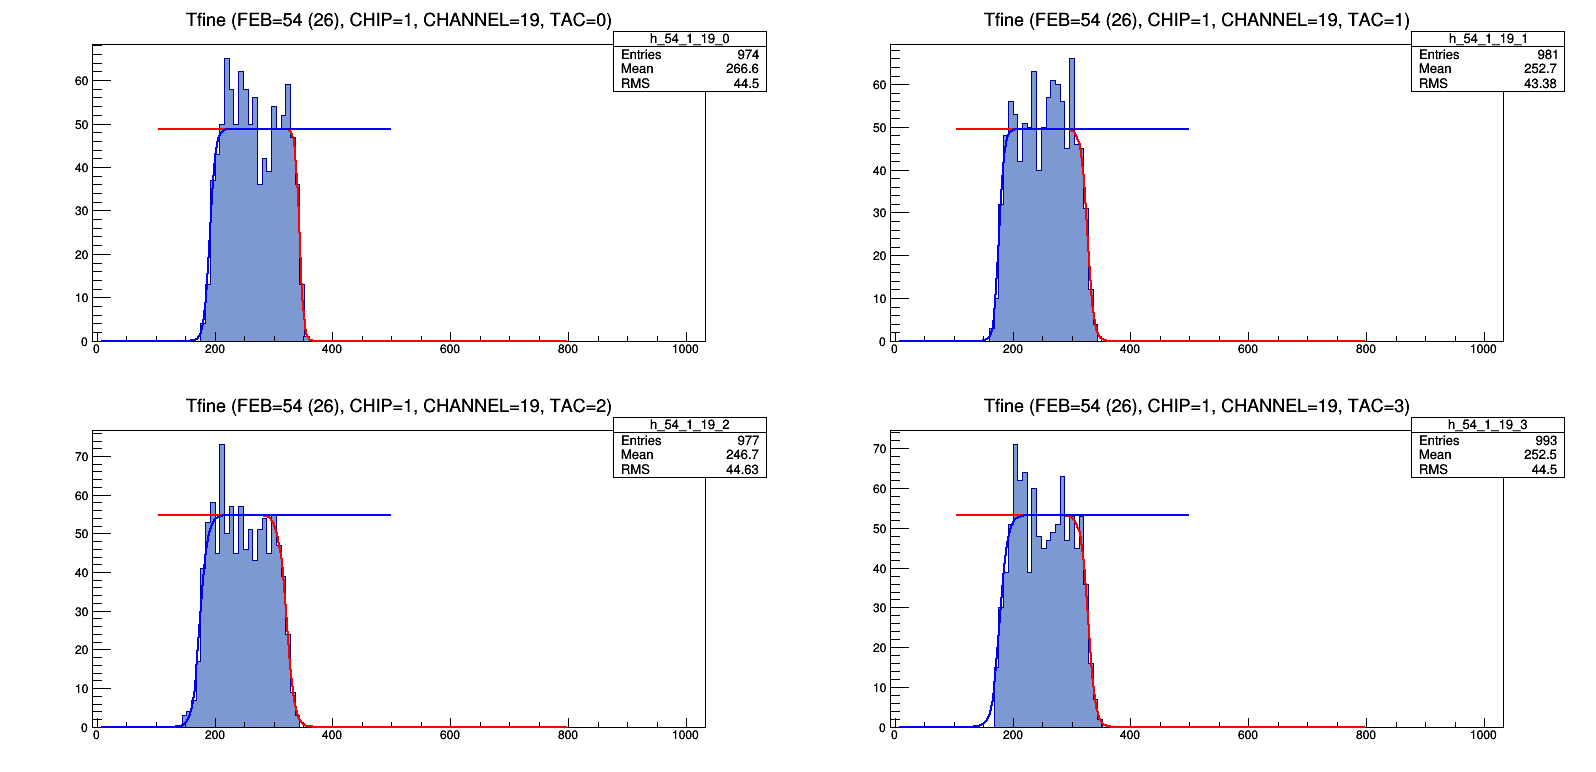 Tfine (FEB=54 (26), CHIP=1, CHANNEL=19, TAC=0)
h_54_1_19_0
Entries 974
Mean 266.6
RMS 44.5
60
50
40
30
20
10
0
0 200 400 600 800 1000
Tfine (FEB=54 (26), CHIP=1, CHANNEL=19, TAC=1)
h_54_1_19_1
Entries 981
Mean 252.7
RMS 43.38
60
50
40
30
20
10
0
0 200 400 600 800 1000
Tfine (FEB=54 (26), CHIP=1, CHANNEL=19, TAC=2)
h_54_1_19_2
Entries 977
Mean 246.7
RMS 44.63
70
60
50
40
30
20
10
0
0 200 400 600 800 1000
Tfine (FEB=54 (26), CHIP=1, CHANNEL=19, TAC=3)
h_54_1_19_3
Entries 993
Mean 252.5
RMS 44.5
70
60
50
40
30
20
10
0
0 200 400 600 800 1000